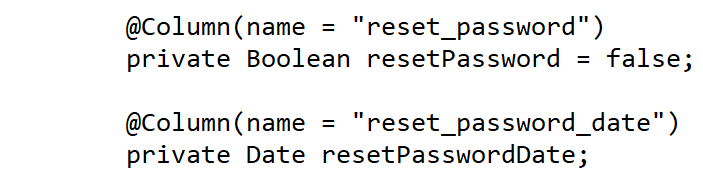 @Column(name = "reset_password")
private Boolean resetPassword = false;
@Column(name = "reset_password_date")
private Date resetPasswordDate;